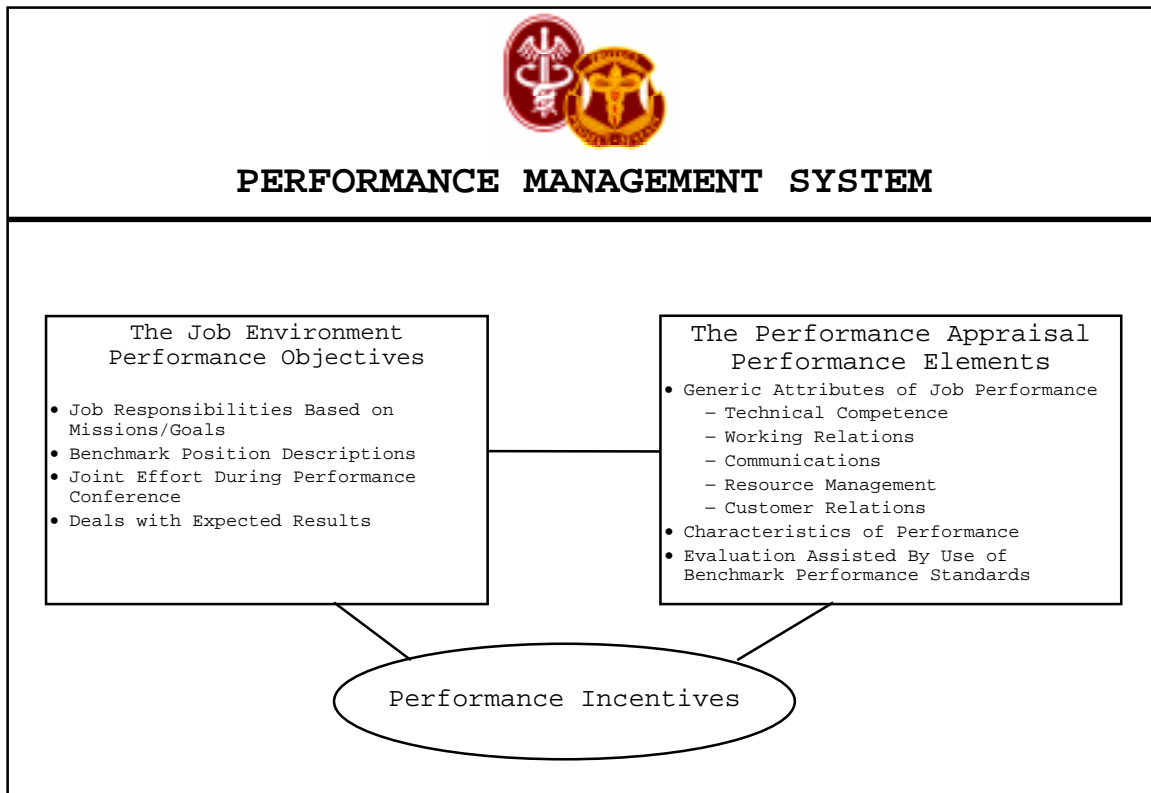 PERFORMANCE MANAGEMENT SYSTEM
The Job Environment
Performance Objectives
• Job Responsibilities Based on
Missions/Goals
• Benchmark Position Descriptions
• Joint Effort During Performance
Conference
• Deals with Expected Results
The Performance Appraisal
Performance Elements
• Generic Attributes of Job Performance
– Technical Competence
– Working Relations
– Communications
– Resource Management
– Customer Relations
• Characteristics of Performance
• Evaluation Assisted By Use of
Benchmark Performance Standards
Performance Incentives